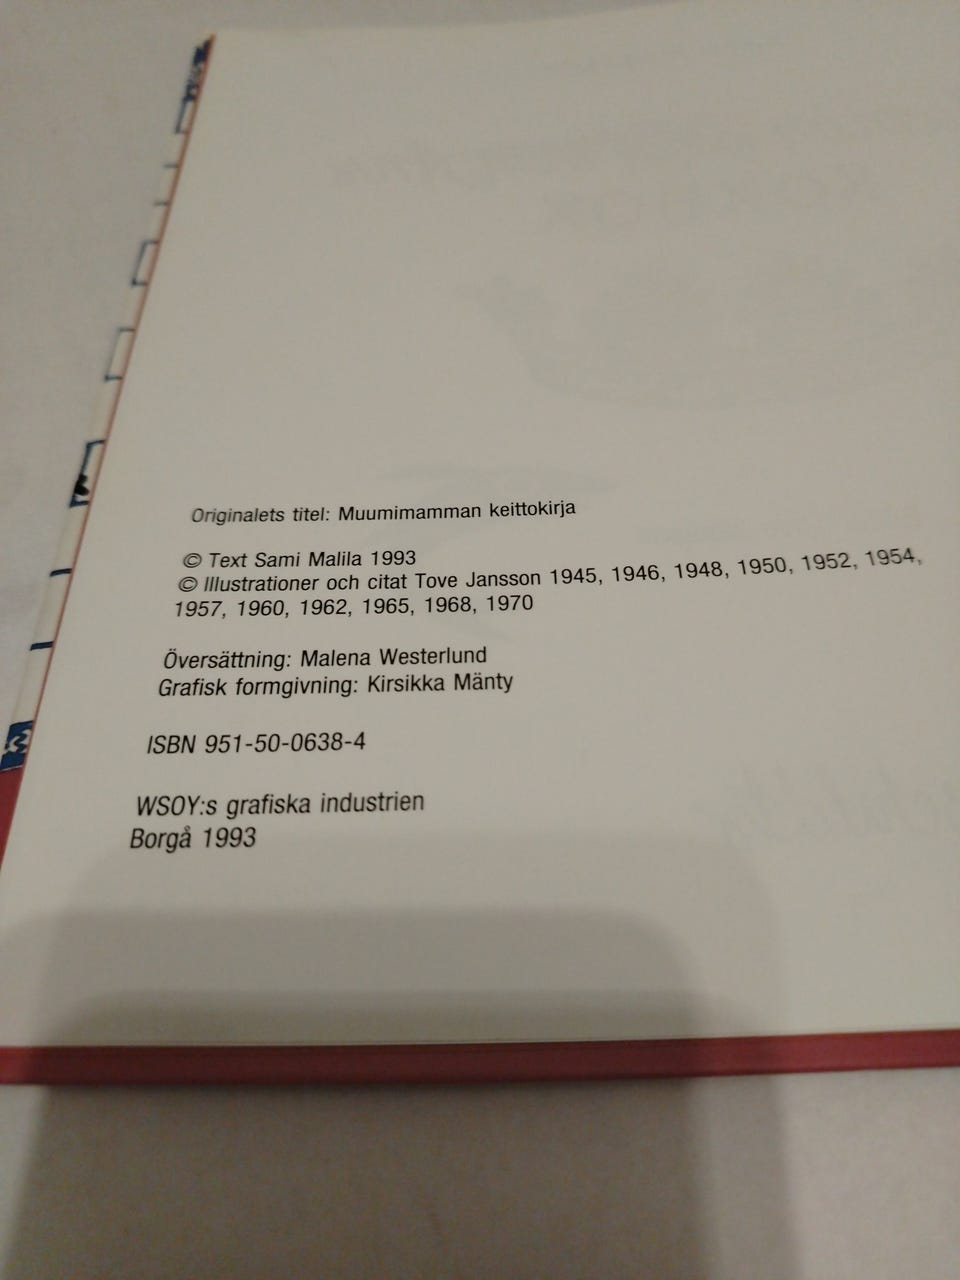 Originalets titel: Muumimamman keittokirja
© Text Sami Malila 1993
© Illustrationer och citat Tove Jansson 1945, 1946, 1948, 1950, 1952, 1954,
1957, 1960, 1962, 1965, 1968, 1970
Översättning: Malena Westerlund
Grafisk formgivning: Kirsikka Mänty
ISBN 951-50-0638-4
WSOY:s grafiska industrien
Borgå 1993